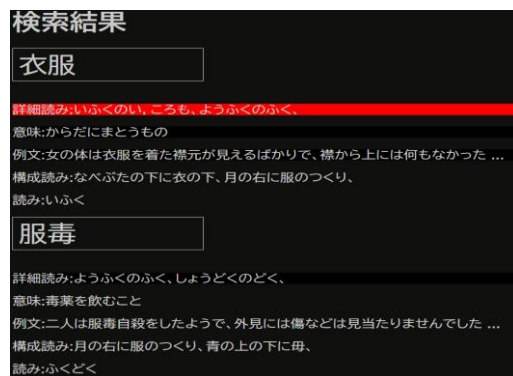 検索結果
衣服
詳細読み:いふくのい, ころも、ようふくのふく、
意味:からだにまとうもの
例文:女の体は衣服を着た襟元が見えるばかりで、襟から上には何もなかった ...
構成読み:なべぶたの下に衣の下、月の右に服のつくり、
読み:いふく
服毒
詳細読み:ようふくのふく、しょうどくのどく、
意味:毒薬を飲むこと
例文:二人は服毒自殺をしたようで、外見には傷などは見当たりませんでした ...
構成読み:月の右に服のつくり、青の上の下に毋、
読み:ふくどく